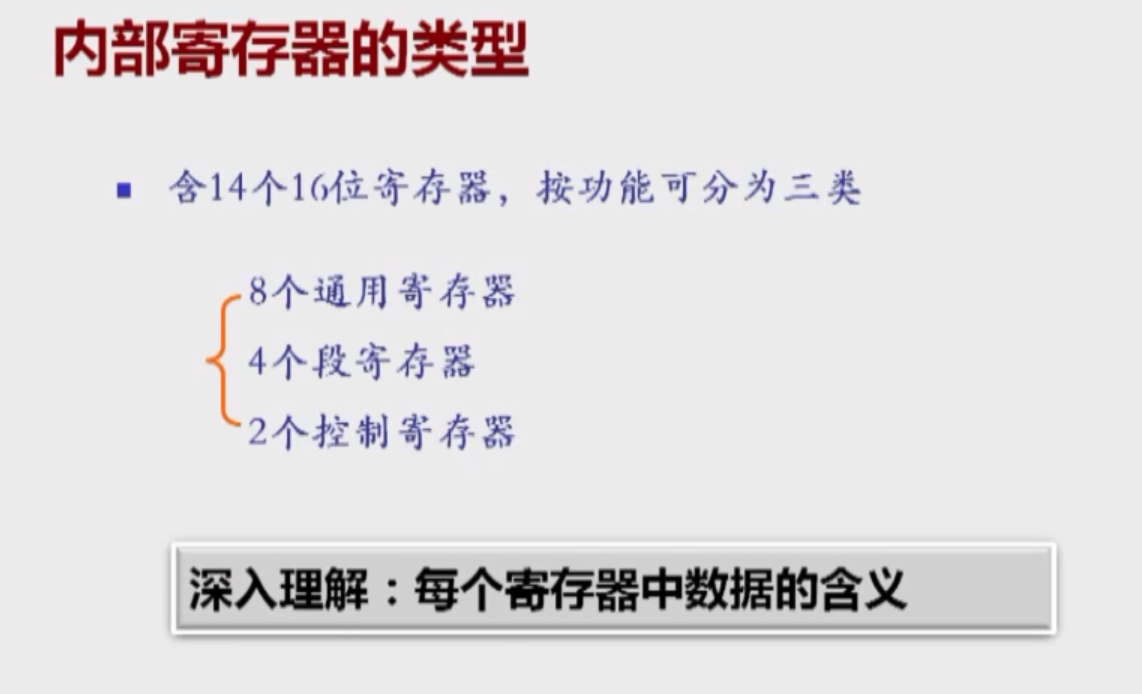 内部寄存器的类型
含14个16位寄存器，按功能可分为三类
8个通用寄存器
4个段寄存器
2个控制寄存器
深入理解：每个寄存器中数据的含义